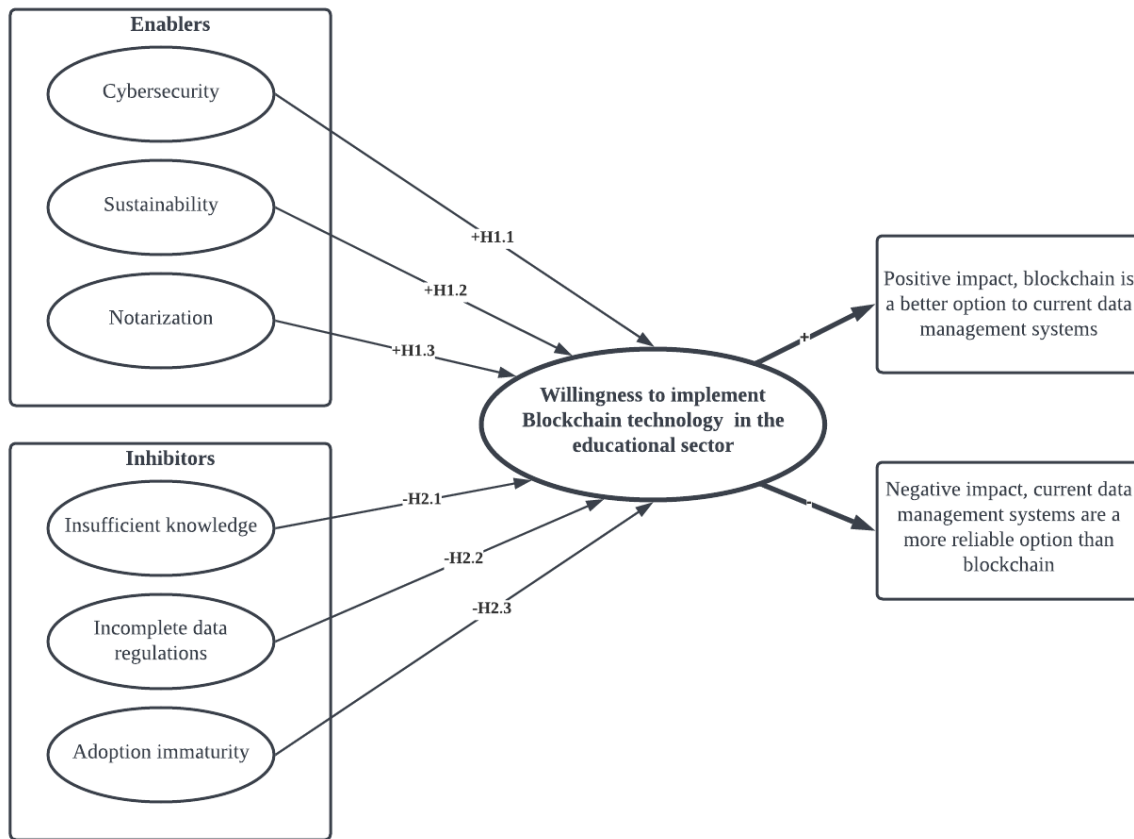 Enablers
Cybersecurity
Sustainability
Notarization
+H1.1
+H1.2
+H1.3
Inhibitors
Insufficient knowledge
Incomplete data
regulations
Adoption immaturity
-H2.1
-H2.2
-H2.3
Willingness to implement
Blockchain technology in the
educational sector
+
Positive impact, blockchain is
a better option to current data
management systems
-
Negative impact, current data
management systems are a
more reliable option than
blockchain